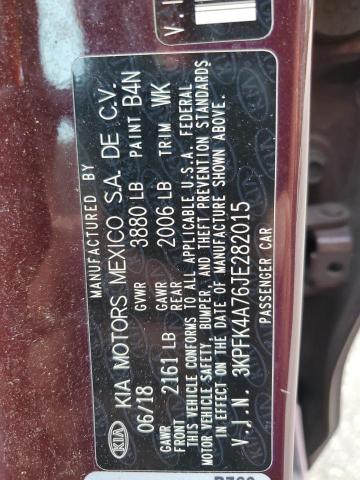 MANUFACTURED BY
KIA KIA MOTORS MEXICO S.A. DE C.V.
06/18 GVWR 3880 LB PAINT B4N
GAWR FRONT 2161 LB GAWR REAR 2006 LB TRIM WK
THIS VEHICLE CONFORMS TO ALL APPLICABLE U.S.A. FEDERAL
MOTOR VEHICLE SAFETY, BUMPER, AND THEFT PREVENTION STANDARDS
IN EFFECT ON THE DATE OF MANUFACTURE SHOWN ABOVE.
V.I.N 3KPFK4A76JE282015
PASSENGER CAR